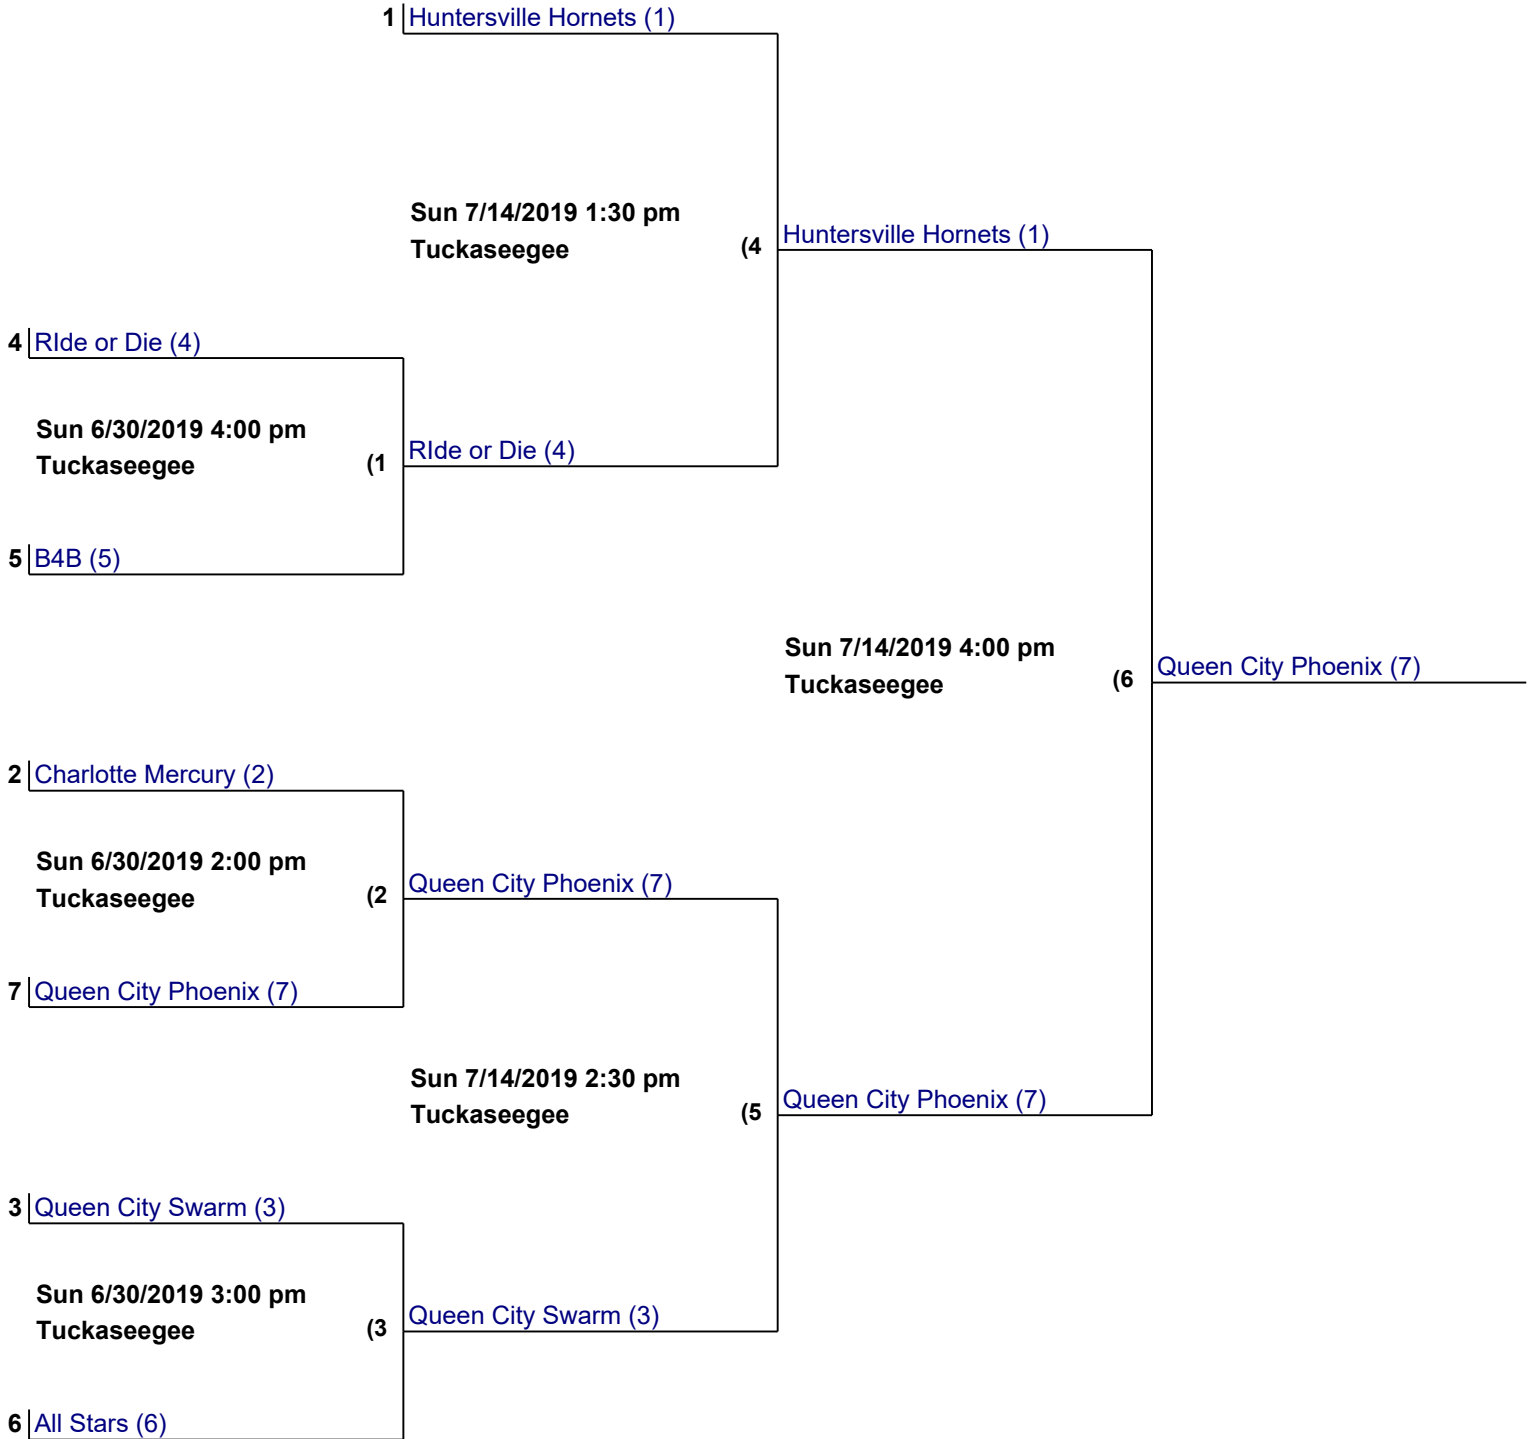 1 Huntersville Hornets (1)
Sun 7/14/2019 1:30 pm
Tuckaseegee (4
Huntersville Hornets (1)
4 RIde or Die (4)
Sun 6/30/2019 4:00 pm
Tuckaseegee (1
RIde or Die (4)
5 B4B (5)
Sun 7/14/2019 4:00 pm
Tuckaseegee (6
Queen City Phoenix (7)
2 Charlotte Mercury (2)
Sun 6/30/2019 2:00 pm
Tuckaseegee (2
Queen City Phoenix (7)
7 Queen City Phoenix (7)
Sun 7/14/2019 2:30 pm
Tuckaseegee (5
Queen City Phoenix (7)
3 Queen City Swarm (3)
Sun 6/30/2019 3:00 pm
Tuckaseegee (3
Queen City Swarm (3)
6 All Stars (6)